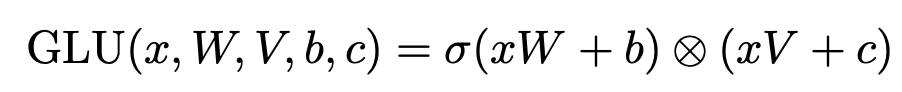 GLU(x, W, V, b, c) = σ(xW + b) ⊗ (xV + c)